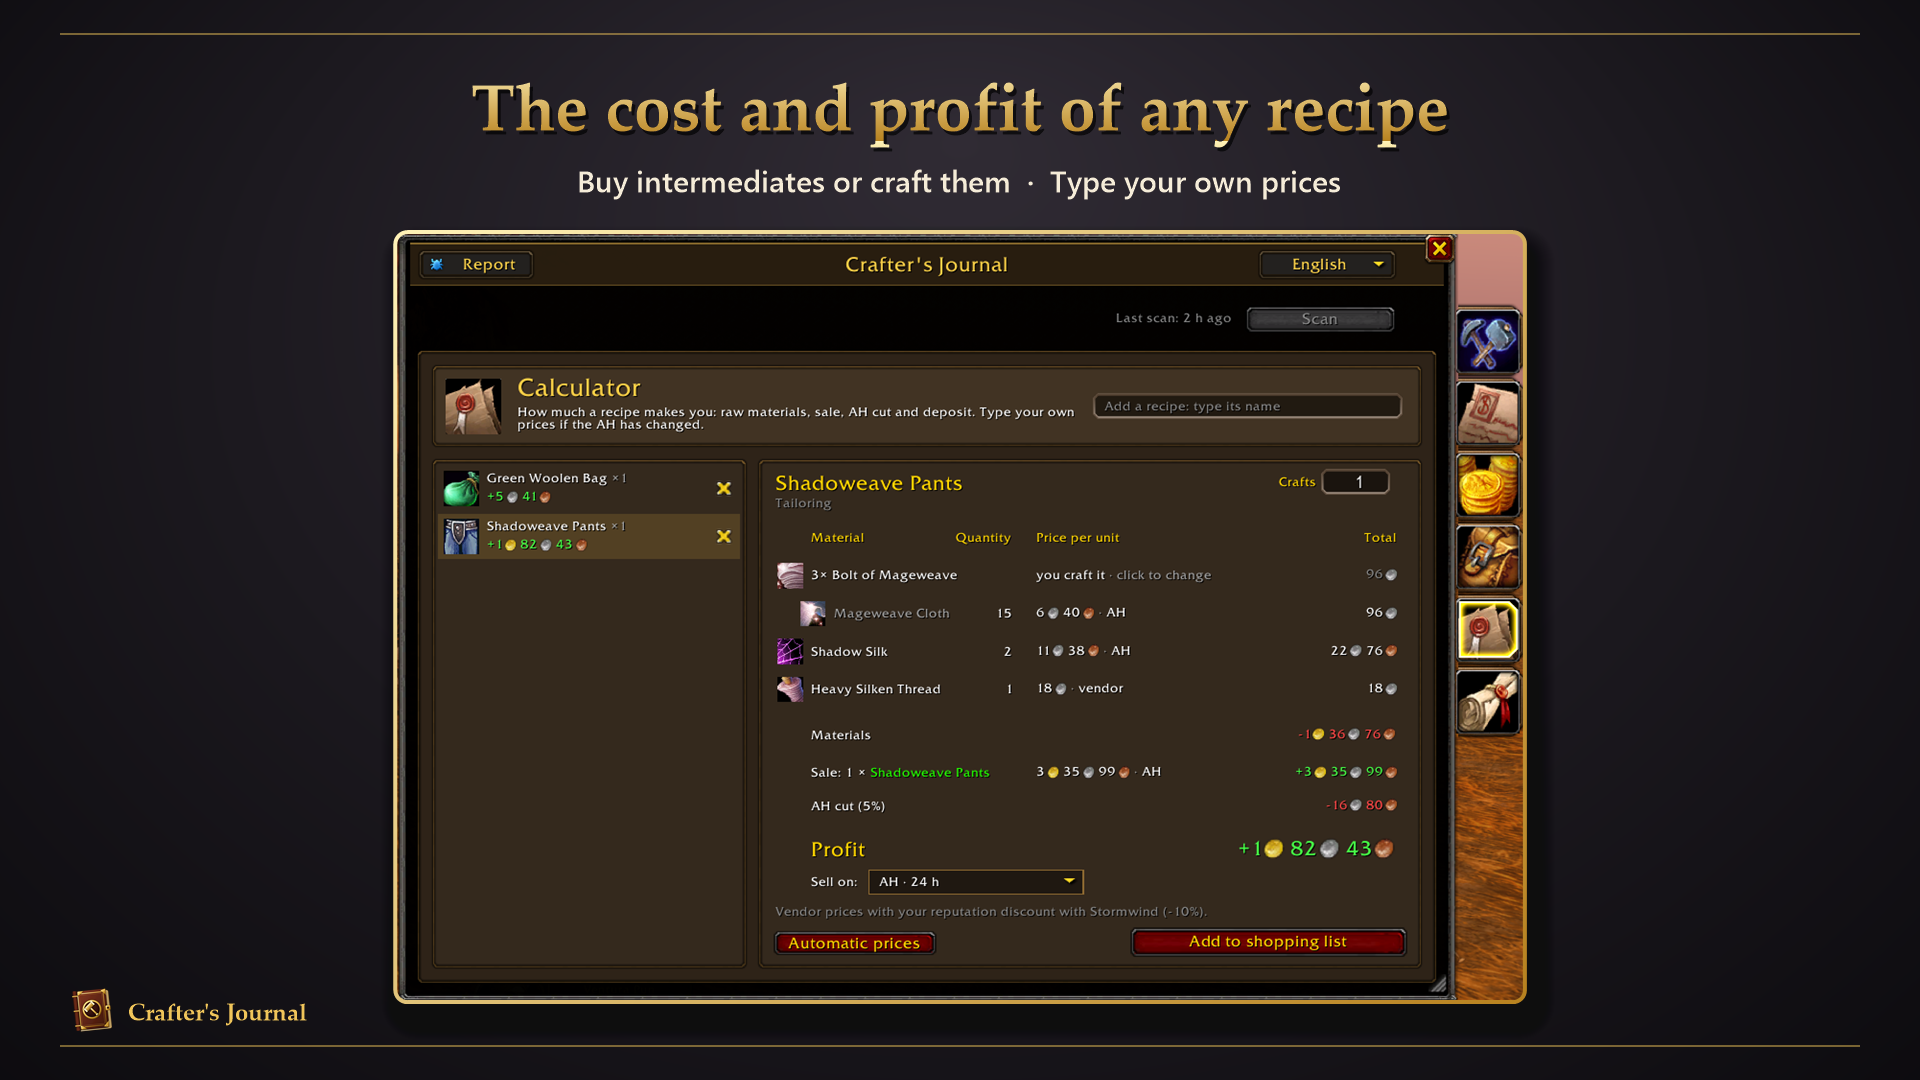 The cost and profit of any recipe
Buy intermediates or craft them · Type your own prices
Report
Crafter's Journal
English
Last scan: 2 h ago
Scan
Calculator
How much a recipe makes you: raw materials, sale, AH cut and deposit. Type your own
prices if the AH has changed.
Add a recipe: type its name
Green Woolen Bag ×1
+5 41
Shadoweave Pants ×1
+1 82 43
Shadoweave Pants
Crafts 1
Tailoring
Material Quantity Price per unit Total
3× Bolt of Mageweave you craft it · click to change 96
Mageweave Cloth 15 6 40 · AH 96
Shadow Silk 2 11 38 · AH 22 76
Heavy Silken Thread 1 18 · vendor 18
Materials -1 36 76
Sale: 1 × Shadoweave Pants 3 35 99 · AH +3 35 99
AH cut (5%) -16 80
Profit +1 82 43
Sell on: AH · 24 h
Vendor prices with your reputation discount with Stormwind (-10%).
Automatic prices
Add to shopping list
Crafter's Journal